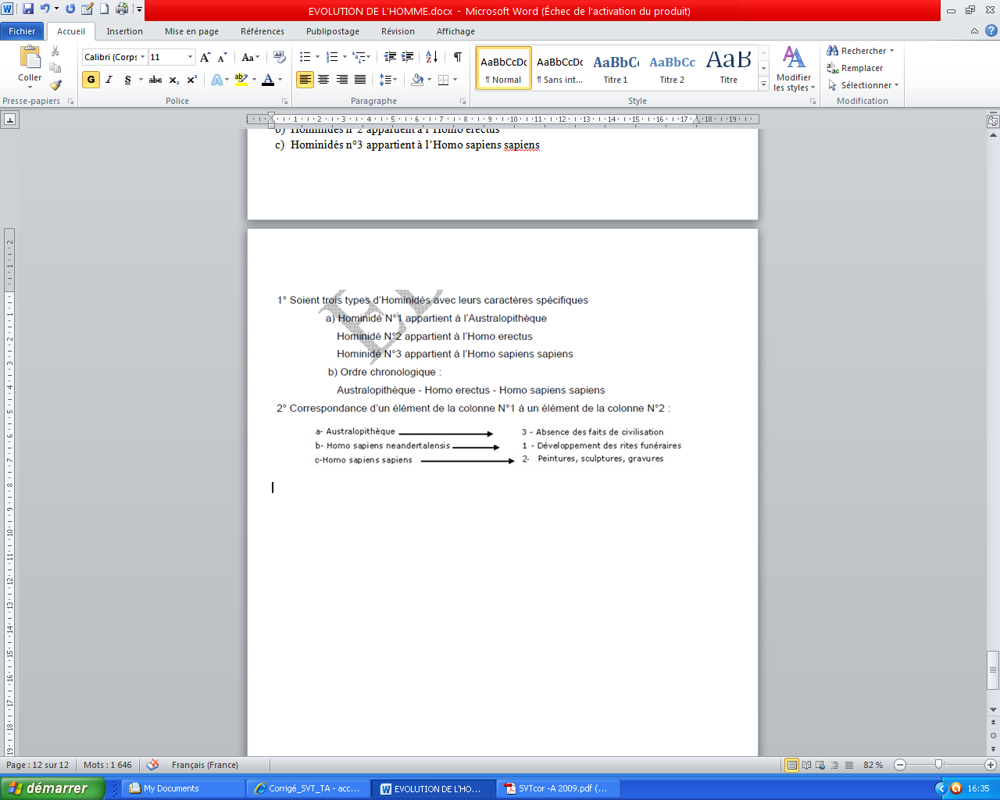 EVOLUTION DE L'HOMME.docx - Microsoft Word (Échec de l'activation du produit)
Fichier Accueil Insertion Mise en page Références Publipostage Révision Affichage
Coller
Presse-papiers
Calibri (Corps 11
G I S abc x₂ x²
Police
Paragraphe
AaBbCcDc AaBbCcDc AaBbC AaBbCc AaB
¶ Normal ¶ Sans int... Titre 1 Titre 2 Titre
Style
Modifier les styles
Rechercher
Remplacer
Sélectionner
Modification
b) Hominidés n°2 appartient à l'Homo erectus
c) Hominidés n°3 appartient à l'Homo sapiens sapiens
1° Soient trois types d'Hominidés avec leurs caractères spécifiques
a) Hominidé N°1 appartient à l'Australopithèque
Hominidé N°2 appartient à l'Homo erectus
Hominidé N°3 appartient à l'Homo sapiens sapiens
b) Ordre chronologique :
Australopithèque - Homo erectus - Homo sapiens sapiens
2° Correspondance d'un élément de la colonne N°1 à un élément de la colonne N°2 :
a- Australopithèque 3 - Absence des faits de civilisation
b- Homo sapiens neandertalensis 1 - Développement des rites funéraires
c-Homo sapiens sapiens 2- Peintures, sculptures, gravures
Page : 12 sur 12 Mots : 1 646 Français (France) 82 %
démarrer My Documents Corrigé_SVT_TA - acc... EVOLUTION DE L'HO... SVTcor -A 2009.pdf (... 16:35